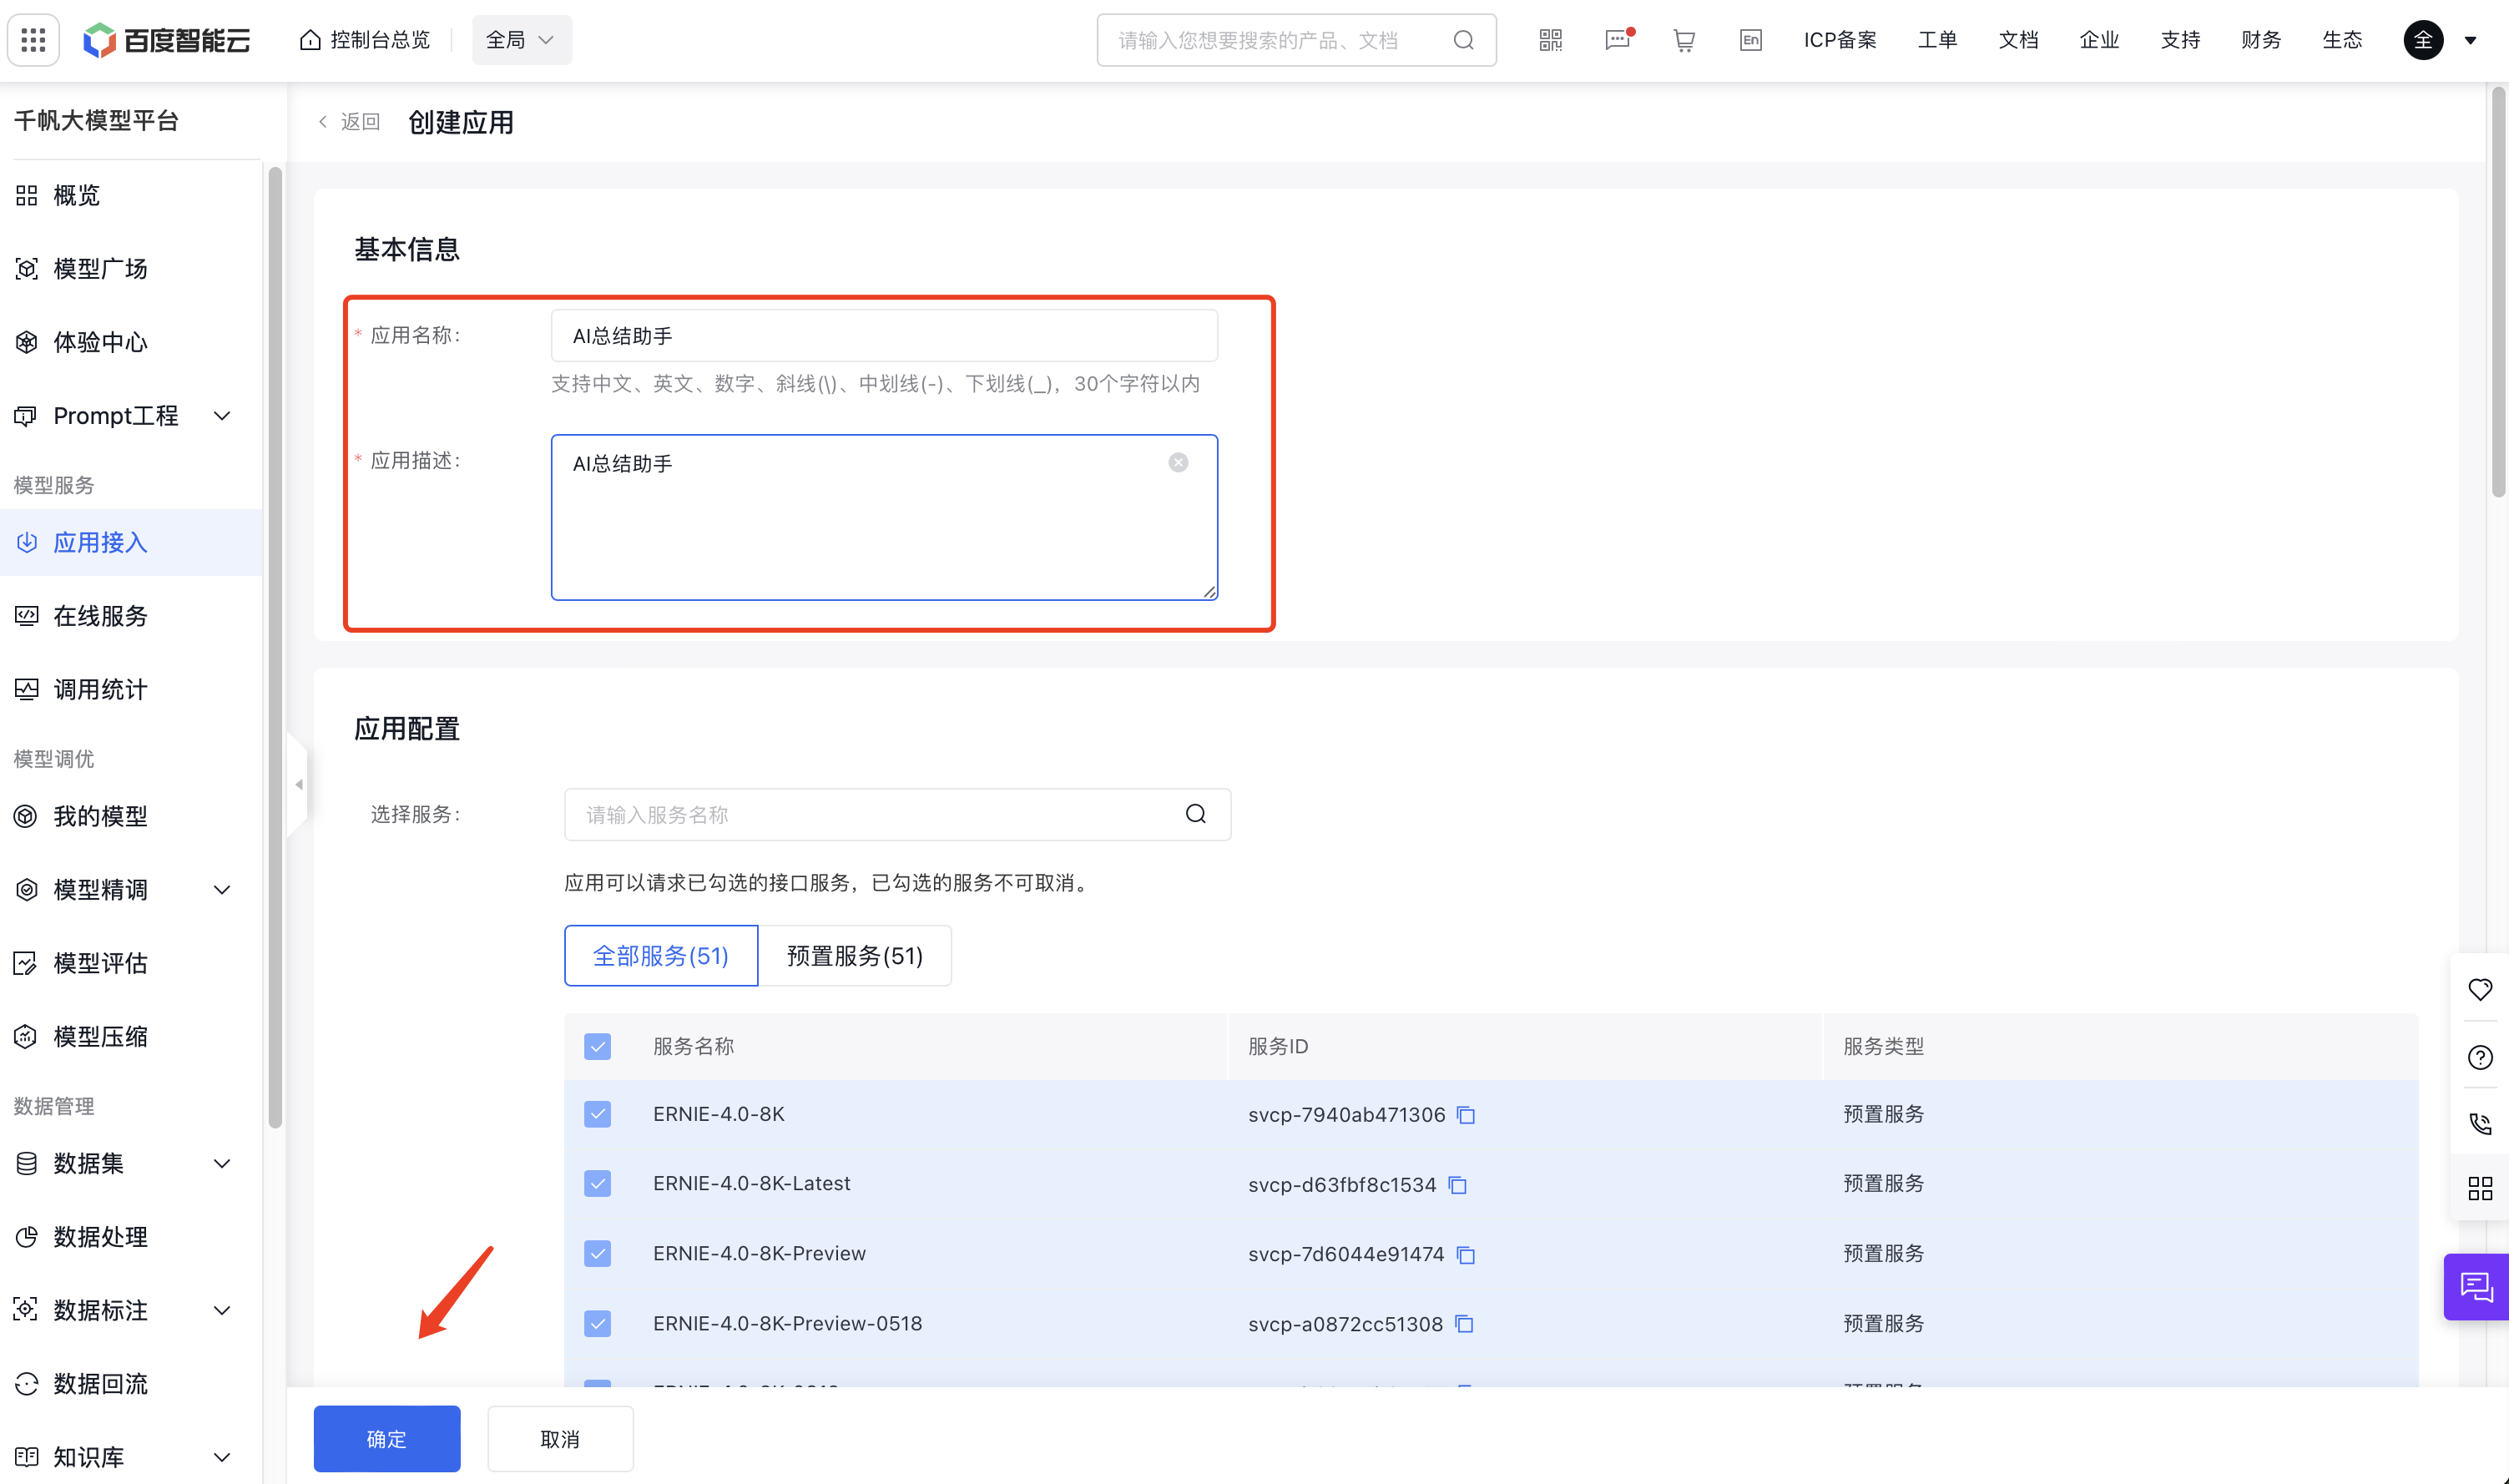 百度智能云
控制台总览
全局
请输入您想要搜索的产品、文档
En
ICP备案
工单
文档
企业
支持
财务
生态
全
千帆大模型平台
概览
模型广场
体验中心
Prompt工程
模型服务
应用接入
在线服务
调用统计
模型调优
我的模型
模型精调
模型评估
模型压缩
数据管理
数据集
数据处理
数据标注
数据回流
知识库
返回
创建应用
基本信息
* 应用名称：
AI总结助手
支持中文、英文、数字、斜线(\)、中划线(-)、下划线(_)，30个字符以内
* 应用描述：
AI总结助手
应用配置
选择服务：
请输入服务名称
应用可以请求已勾选的接口服务，已勾选的服务不可取消。
全部服务(51)
预置服务(51)
服务名称 服务ID 服务类型
ERNIE-4.0-8K svcp-7940ab471306 预置服务
ERNIE-4.0-8K-Latest svcp-d63fbf8c1534 预置服务
ERNIE-4.0-8K-Preview svcp-7d6044e91474 预置服务
ERNIE-4.0-8K-Preview-0518 svcp-a0872cc51308 预置服务
确定
取消